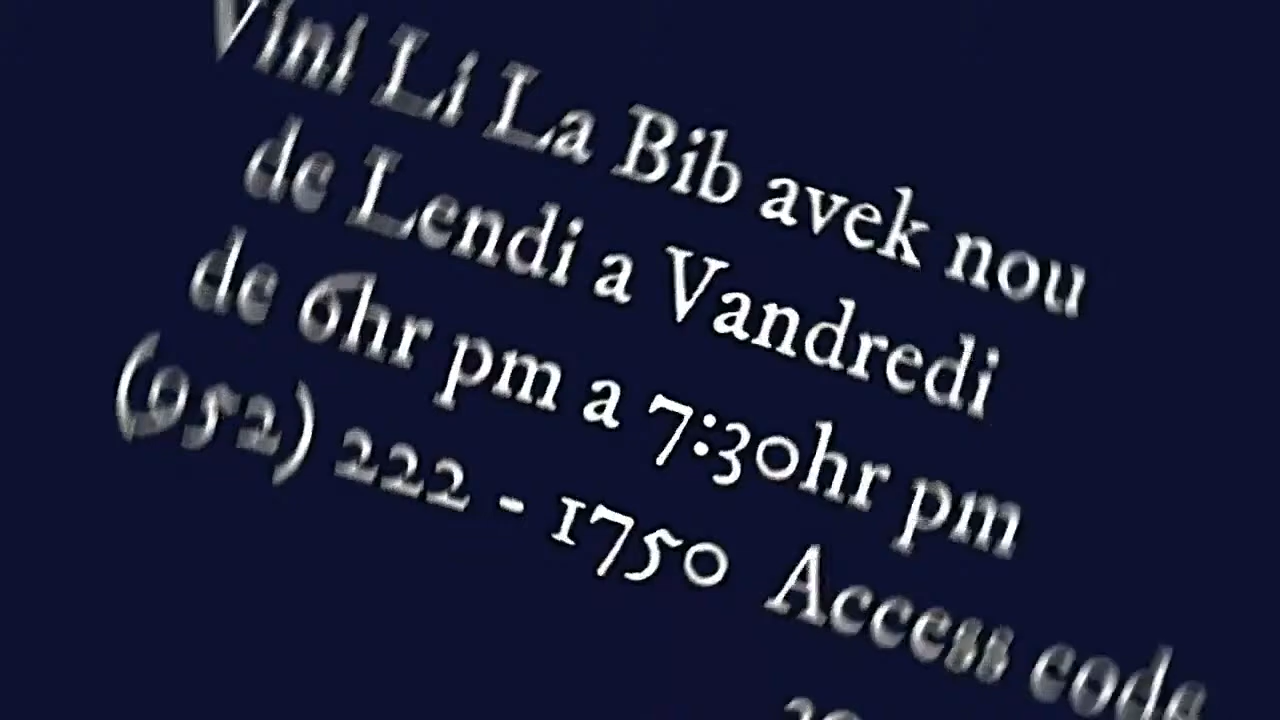 Vini Li La Bib avek nou
de Lendi a Vandredi
de 6hr pm a 7:30hr pm
(952) 222 - 1750 Access code